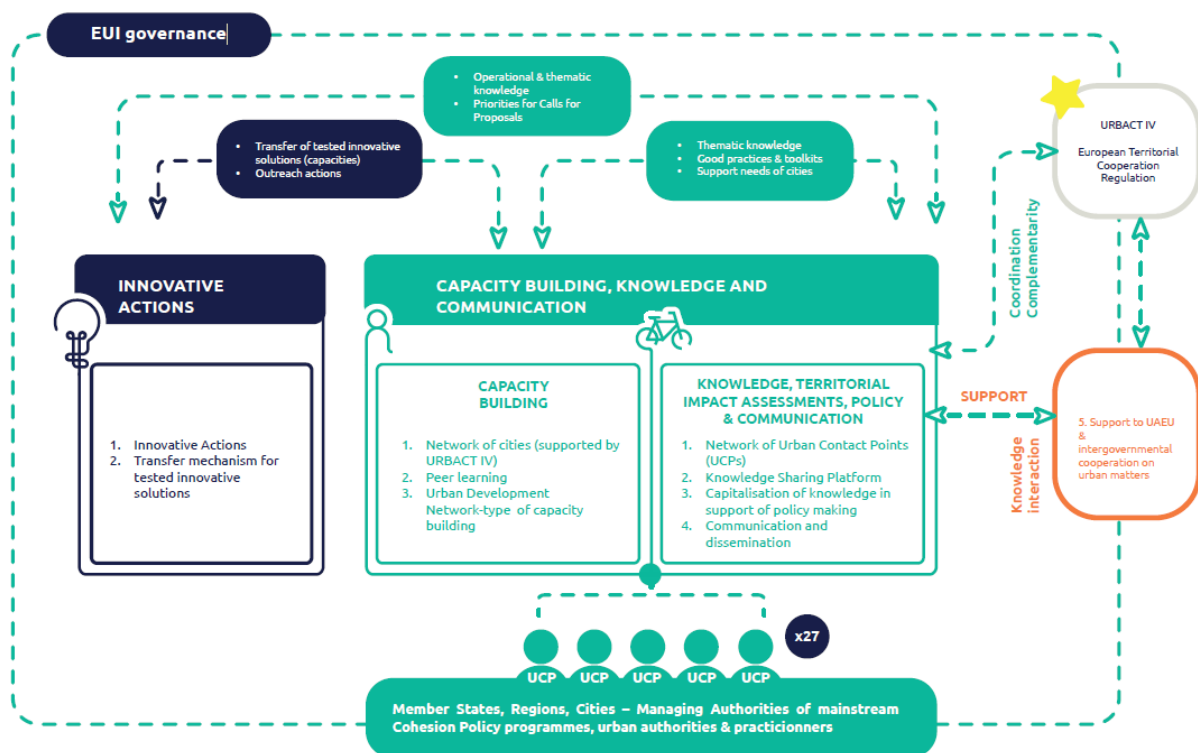 EUI governance
• Operational & thematic
knowledge
• Priorities for Calls for
Proposals
• Transfer of tested innovative
solutions (capacities)
• Outreach actions
• Thematic knowledge
• Good practices & toolkits
• Support needs of cities
URBACT IV
European Territorial
Cooperation
Regulation
Coordination
Complementarity
INNOVATIVE
ACTIONS
CAPACITY BUILDING, KNOWLEDGE AND
COMMUNICATION
1. Innovative Actions
2. Transfer mechanism for
tested innovative
solutions
CAPACITY
BUILDING
1. Network of cities (supported by
URBACT IV)
2. Peer learning
3. Urban Development
Network-type of capacity
building
KNOWLEDGE, TERRITORIAL
IMPACT ASSESSMENTS, POLICY
& COMMUNICATION
1. Network of Urban Contact Points
(UCPs)
2. Knowledge Sharing Platform
3. Capitalisation of knowledge in
support of policy making
4. Communication and
dissemination
SUPPORT
Knowledge
interaction
5. Support to UAEU
&
intergovernmental
cooperation on
urban matters
x27
UCP UCP UCP UCP UCP
Member States, Regions, Cities – Managing Authorities of mainstream
Cohesion Policy programmes, urban authorities & practicionners